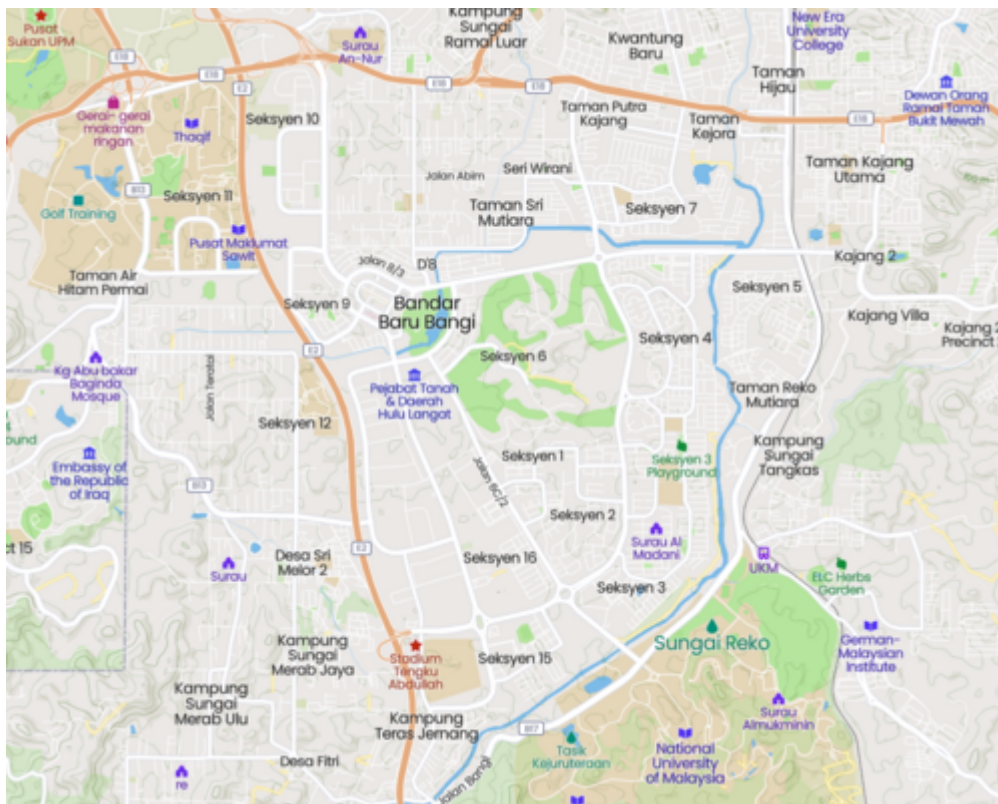 Pusat
Sukan UPM
Kampung
Sungai
Ramal Luar
New Era
University
College
Surau
An-Nur
Kwantung
Baru
E18
E18
E2
E18
E18
Taman
Hijau
Dewan Orang
Ramai Taman
Bukit Mewah
Gerai- gerai
makanan
ringan
Thaqif
Seksyen 10
Taman Putra
Kajang
Taman
Kejora
E18
Jalan Abim
Seri Wirani
Taman Kajang
Utama
B13
Seksyen 11
Golf Training
Taman Sri
Mutiara
Seksyen 7
Pusat Maklumat
Sawit
Taman Air
Hitam Permai
Jalan 8/3
D'8
Kajang 2
Seksyen 9
Bandar
Baru Bangi
Seksyen 5
Kajang Villa
Kajang 2
Precinct
Seksyen 4
E2
Seksyen 6
Kg Abu bakar
Baginda
Mosque
Jalan Teratai
Pejabat Tanah
& Daerah
Hulu Langat
Taman Reko
Mutiara
Seksyen 12
ound
Embassy of
the Republic
of Iraq
Seksyen 1
Jalan 6C/2
Seksyen 3
Playground
Kampung
Sungai
Tangkas
B13
Seksyen 2
ct 15
Surau
Desa Sri
Melor 2
E2
Seksyen 16
Surau Al
Madani
UKM
ELC Herbs
Garden
Seksyen 3
Sungai Reko
German-
Malaysian
Institute
Kampung
Sungai
Merab Jaya
Stadium
Tengku
Abdullah
Seksyen 15
Kampung
Sungai
Merab Ulu
Kampung
Teras Jernang
B17
Surau
Almukminin
Tasik
Kejuruteraan
National
University
of Malaysia
Desa Fitri
Jalan Bangi
re